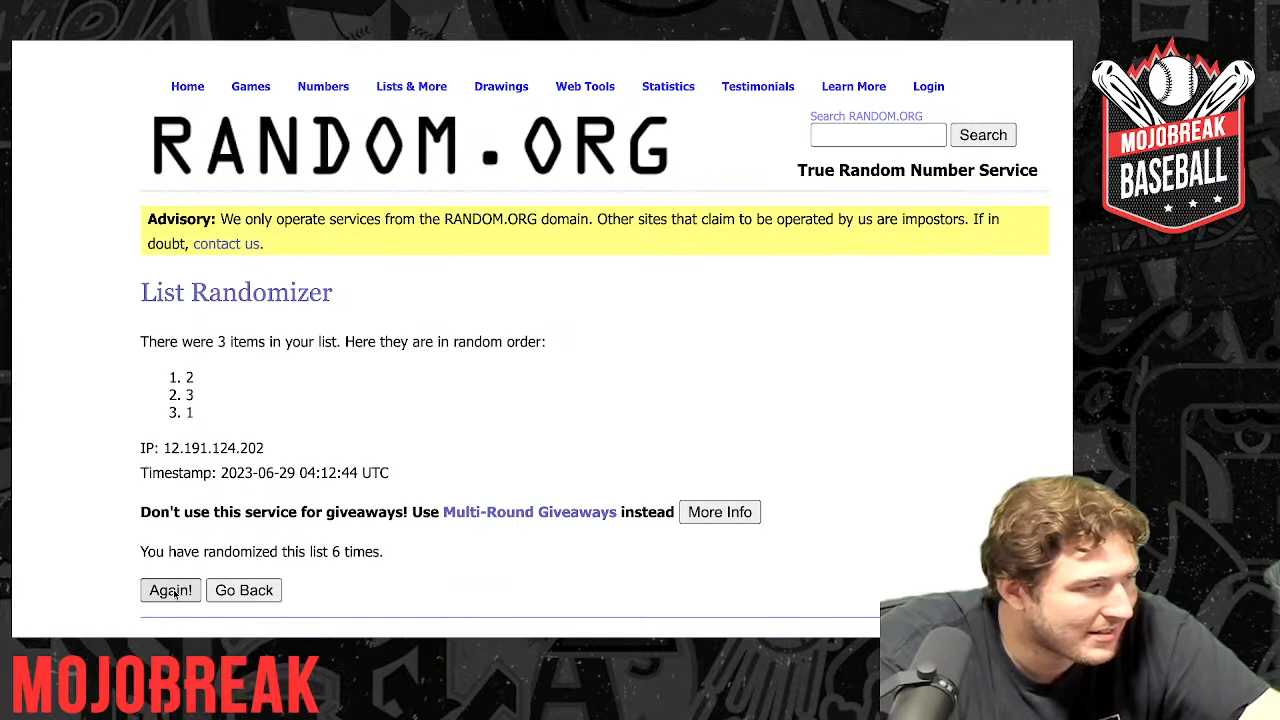 Home Games Numbers Lists & More Drawings Web Tools Statistics Testimonials Learn More Login
RANDOM.ORG
Search RANDOM.ORG
Search
True Random Number Service
Advisory: We only operate services from the RANDOM.ORG domain. Other sites that claim to be operated by us are impostors. If in
doubt, contact us.
List Randomizer
There were 3 items in your list. Here they are in random order:
1. 2
2. 3
3. 1
IP: 12.191.124.202
Timestamp: 2023-06-29 04:12:44 UTC
Don't use this service for giveaways! Use Multi-Round Giveaways instead More Info
You have randomized this list 6 times.
Again! Go Back
MOJOBREAK
BASEBALL
MOJOBREAK